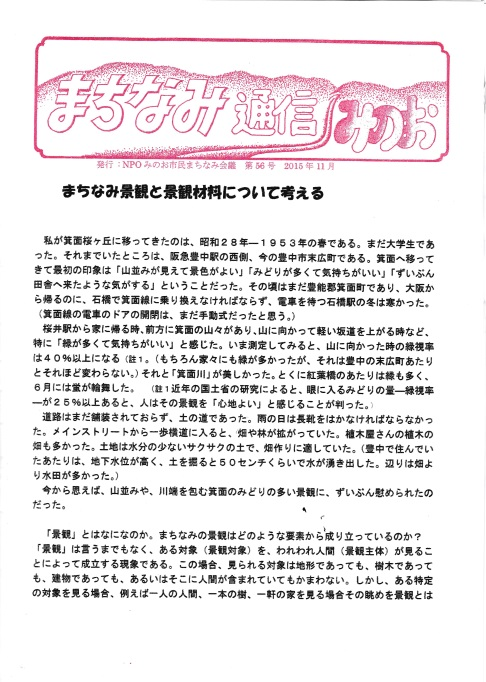 まちなみ通信みのお
発行：NPOみのお市民まちなみ会議　第56号　2015年11月
まちなみ景観と景観材料について考える
私が箕面桜ヶ丘に移ってきたのは、昭和28年―1953年の春である。まだ大学生であ
った。それまでいたところは、阪急豊中駅の西側、今の豊中市末広町である。箕面へ移って
きて最初の印象は「山並みが見えて景色がよい」「みどりが多くて気持ちがいい」「ずいぶん
田舎へ来たような気がする」ということだった。その頃はまだ豊能郡箕面町であり、大阪か
ら帰るのに、石橋で箕面線に乗り換えなければならず、電車を待つ石橋駅の冬は寒かった。
（箕面線の電車のドアの開閉は、まだ手動式だったと思う。）
桜井駅から家に帰る時、前方に箕面の山々があり、山に向かって軽い坂道を上がる時など、
特に「緑が多くて気持ちがいい」と感じた。いま測定してみると、山に向かった時の緑視率
は40％以上になる（註1。（もちろん家々にも緑が多かったが、それは豊中の末広町あたり
とそれほど変わらない。）それと「箕面川」が美しかった。とくに紅葉橋のあたりは緑も多く、
6月には蛍が輪舞した。　（註1近年の国土省の研究によると、眼に入るみどりの量―緑視率
―が25％以上あると、人はその景観を「心地よい」と感じることが判った。）
道路はまだ舗装されておらず、土の道であった。雨の日は長靴をはかなければならなかっ
た。メインストリートから一歩横道に入ると、畑や林が拡がっていた。植木屋さんの植木の
畑も多かった。土地は水分の少ないサクサクの土で、畑作りに適していた。（豊中で住んでい
たあたりは、地下水位が高く、土を掘ると50センチくらいで水が湧き出した。辺りは畑よ
り水田が多かった。）
今から思えば、山並みや、川端を包む箕面のみどりの多い景観に、ずいぶん慰められたの
だった。
「景観」とはなになのか。まちなみの景観はどのような要素から成り立っているのか？
「景観」は言うまでもなく、ある対象（景観対象）を、われわれ人間（景観主体）が見るこ
とによって成立する現象である。この場合、見られる対象は地形であっても、樹木であって
も、建物であっても、あるいはそこに人間が含まれていてもかまわない。しかし、ある特定
の対象を見る場合、例えば一人の人間、一本の樹、一軒の家を見る場合その眺めを景観とは